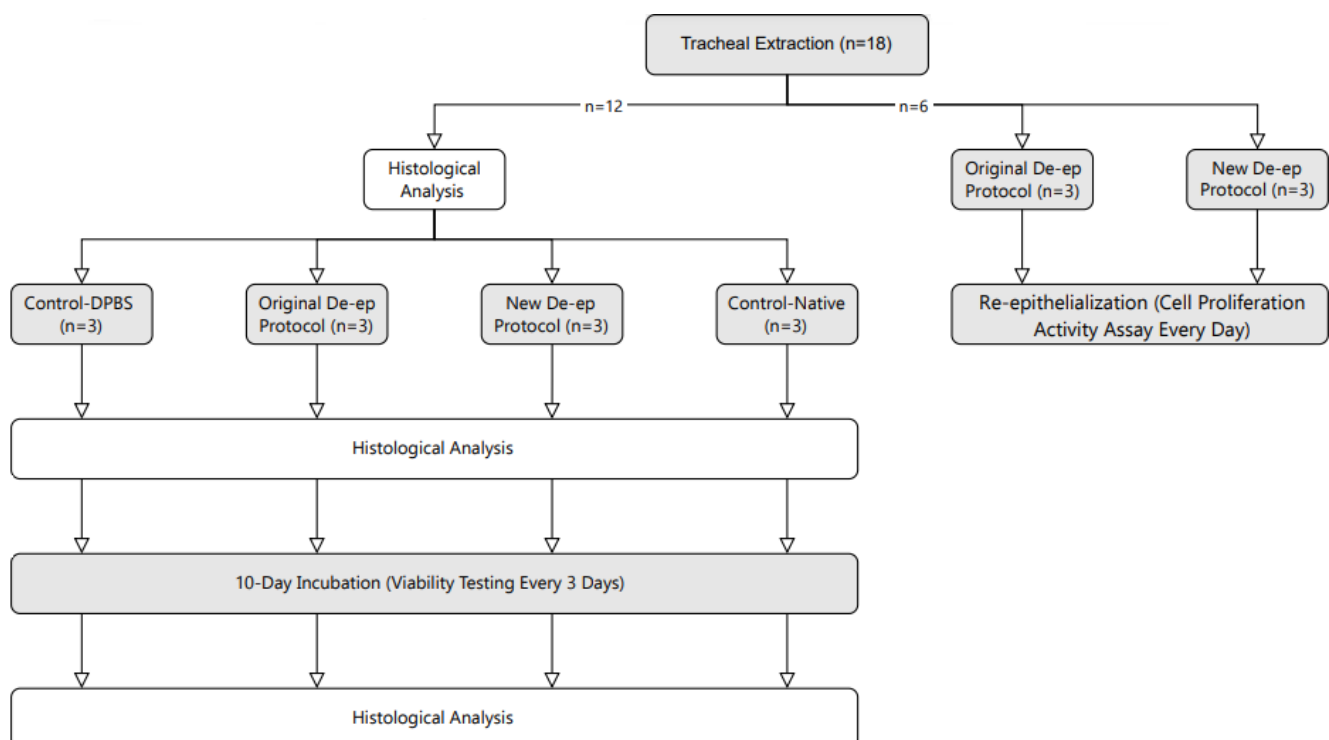 Tracheal Extraction (n=18)
n=12
n=6
Histological
Analysis
Original De-ep
Protocol (n=3)
New De-ep
Protocol (n=3)
Control-DPBS
(n=3)
Original De-ep
Protocol (n=3)
New De-ep
Protocol (n=3)
Control-Native
(n=3)
Re-epithelialization (Cell Proliferation
Activity Assay Every Day)
Histological Analysis
10-Day Incubation (Viability Testing Every 3 Days)
Histological Analysis